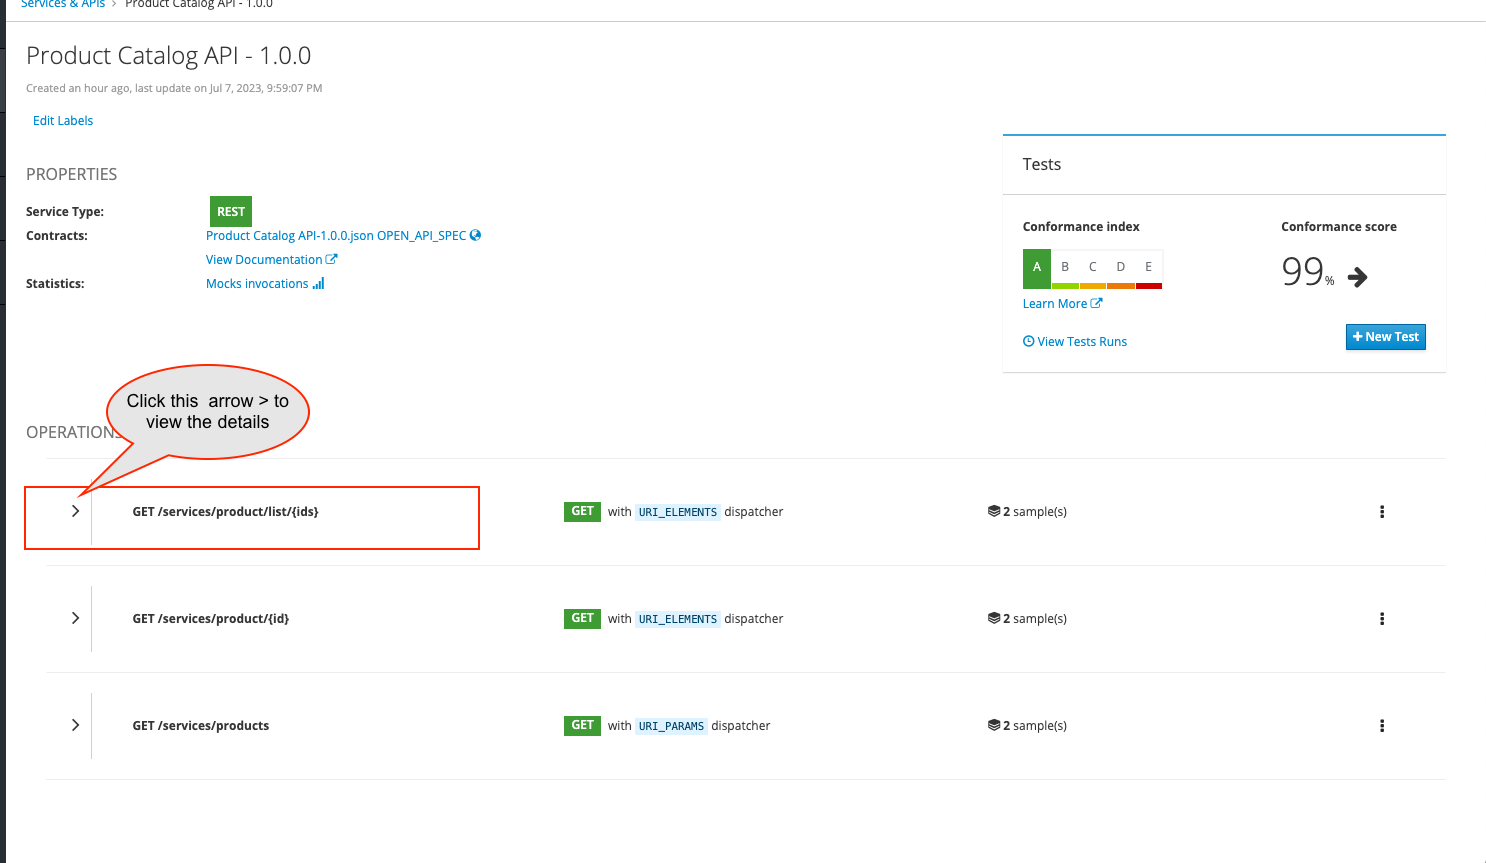 Services & APIs > Product Catalog API - 1.0.0
Product Catalog API - 1.0.0
Created an hour ago, last update on Jul 7, 2023, 9:59:07 PM
Edit Labels
PROPERTIES
Service Type: REST
Contracts: Product Catalog API-1.0.0.json OPEN_API_SPEC
View Documentation
Statistics: Mocks invocations
Tests
Conformance index
A B C D E
Learn More
View Tests Runs
Conformance score
99%
+ New Test
Click this arrow > to
view the details
OPERATIONS
> GET /services/product/list/{ids} GET with URI_ELEMENTS dispatcher 2 sample(s)
> GET /services/product/{id} GET with URI_ELEMENTS dispatcher 2 sample(s)
> GET /services/products GET with URI_PARAMS dispatcher 2 sample(s)